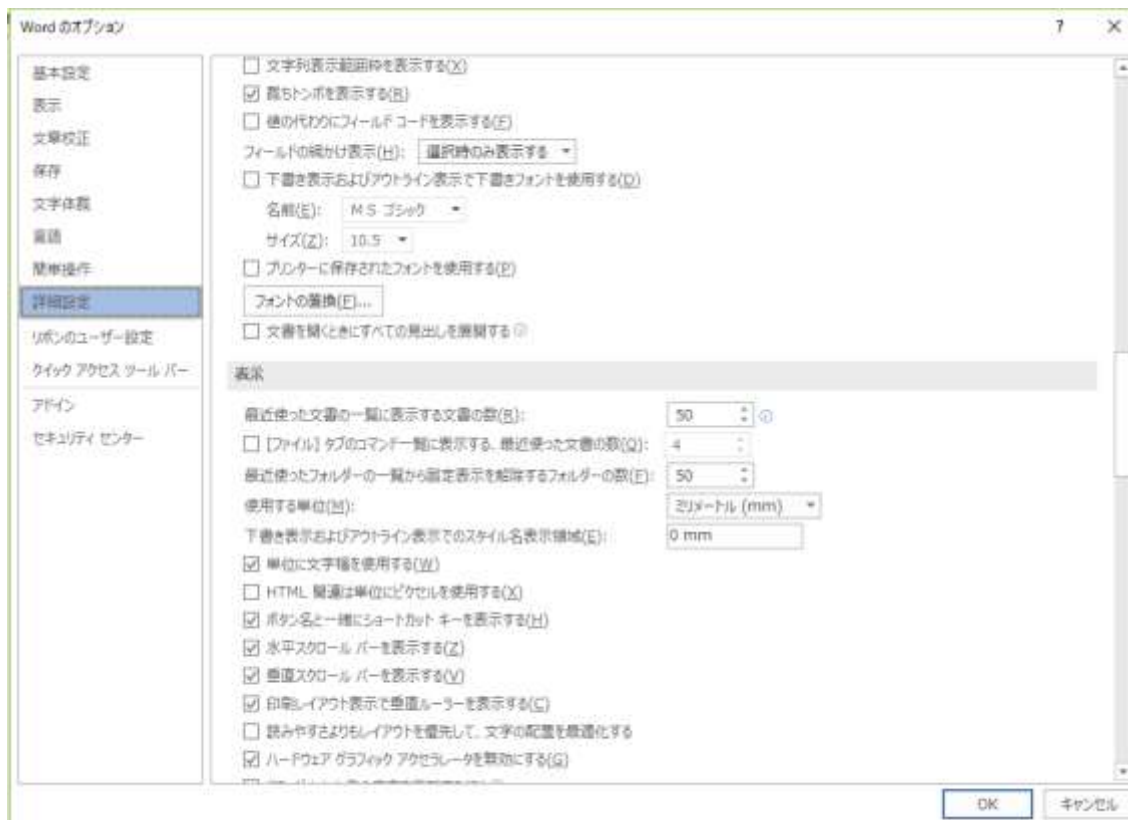 Word のオプション
?
基本設定
表示
文章校正
保存
文字体裁
言語
簡単操作
詳細設定
リボンのユーザー設定
クイック アクセス ツール バー
アドイン
セキュリティ センター
文字列表示範囲枠を表示する(X)
裁ちトンボを表示する(R)
値の代わりにフィールド コードを表示する(F)
フィールドの網かけ表示(H): 選択時のみ表示する
下書き表示およびアウトライン表示で下書きフォントを使用する(D)
名前(E): ＭＳ ゴシック
サイズ(Z): 10.5
プリンターに保存されたフォントを使用する(P)
フォントの置換(F)...
文書を開くときにすべての見出しを展開する
表示
最近使った文書の一覧に表示する文書の数(R): 50
[ファイル] タブのコマンド一覧に表示する、最近使った文書の数(Q): 4
最近使ったフォルダーの一覧から固定表示を解除するフォルダーの数(F): 50
使用する単位(M): ミリメートル (mm)
下書き表示およびアウトライン表示でのスタイル名表示領域(E): 0 mm
単位に文字幅を使用する(W)
HTML 関連は単位にピクセルを使用する(X)
ボタン名と一緒にショートカット キーを表示する(H)
水平スクロール バーを表示する(Z)
垂直スクロール バーを表示する(V)
印刷レイアウト表示で垂直ルーラーを表示する(C)
読みやすさよりもレイアウトを優先して、文字の配置を最適化する
ハードウェア グラフィック アクセラレータを無効にする(G)
OK
キャンセル